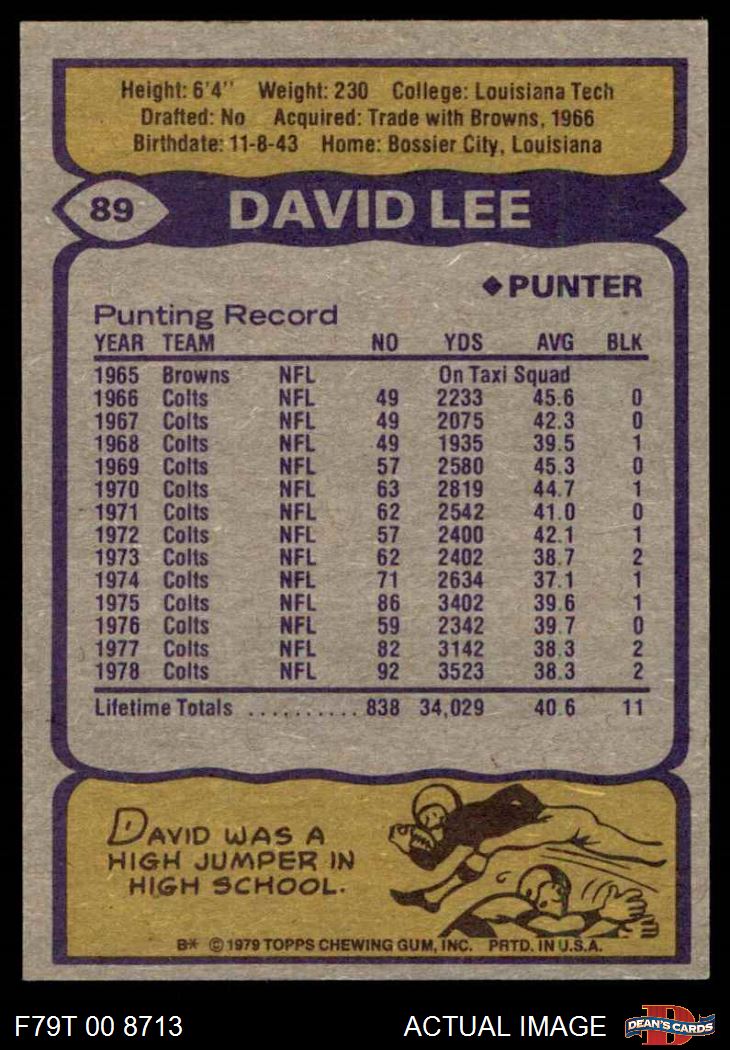 Height: 6'4" Weight: 230 College: Louisiana Tech
Drafted: No Acquired: Trade with Browns, 1966
Birthdate: 11-8-43 Home: Bossier City, Louisiana
89 DAVID LEE
◆PUNTER
Punting Record
YEAR TEAM NO YDS AVG BLK
1965 Browns NFL On Taxi Squad
1966 Colts NFL 49 2233 45.6 0
1967 Colts NFL 49 2075 42.3 0
1968 Colts NFL 49 1935 39.5 1
1969 Colts NFL 57 2580 45.3 0
1970 Colts NFL 63 2819 44.7 1
1971 Colts NFL 62 2542 41.0 0
1972 Colts NFL 57 2400 42.1 1
1973 Colts NFL 62 2402 38.7 2
1974 Colts NFL 71 2634 37.1 1
1975 Colts NFL 86 3402 39.6 1
1976 Colts NFL 59 2342 39.7 0
1977 Colts NFL 82 3142 38.3 2
1978 Colts NFL 92 3523 38.3 2
Lifetime Totals .......... 838 34,029 40.6 11
DAVID WAS A
HIGH JUMPER IN
HIGH SCHOOL.
B* © 1979 TOPPS CHEWING GUM, INC. PRTD. IN U.S.A.
F79T 00 8713 ACTUAL IMAGE D DEAN'S CARDS